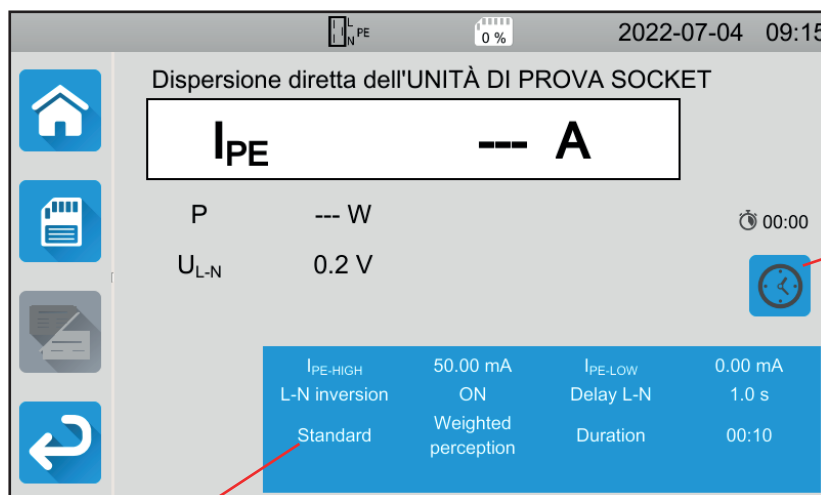 L
N PE
0 %
2022-07-04 09:15
Dispersione diretta dell'UNITÀ DI PROVA SOCKET
IPE --- A
P --- W
00:00
UL-N 0.2 V
IPE-HIGH 50.00 mA IPE-LOW 0.00 mA
L-N inversion ON Delay L-N 1.0 s
Standard Weighted perception Duration 00:10